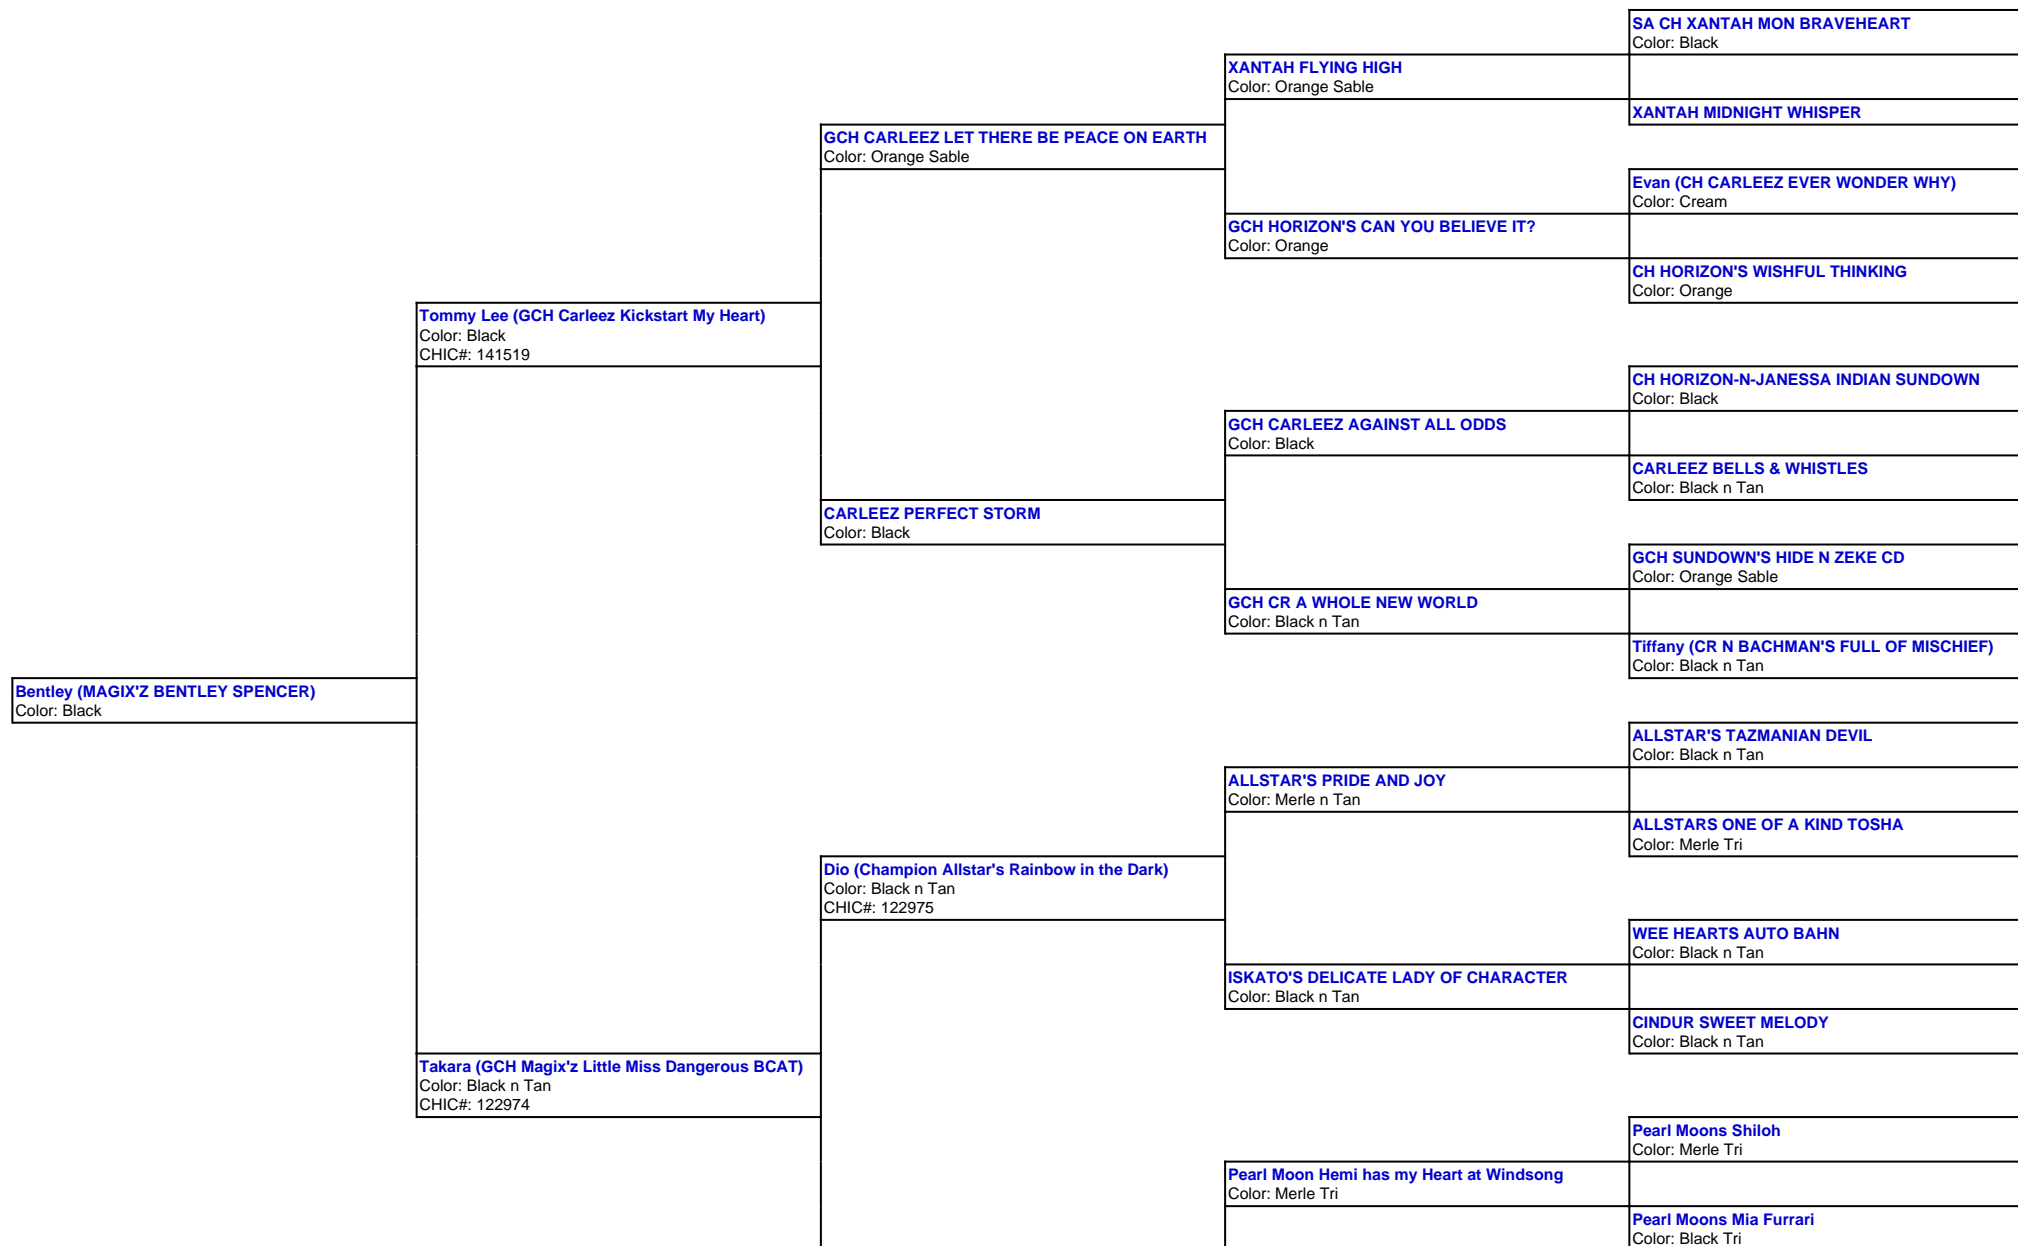 SA CH XANTAH MON BRAVEHEART
Color: Black
XANTAH FLYING HIGH
Color: Orange Sable
XANTAH MIDNIGHT WHISPER
GCH CARLEEZ LET THERE BE PEACE ON EARTH
Color: Orange Sable
Evan (CH CARLEEZ EVER WONDER WHY)
Color: Cream
GCH HORIZON'S CAN YOU BELIEVE IT?
Color: Orange
CH HORIZON'S WISHFUL THINKING
Color: Orange
Tommy Lee (GCH Carleez Kickstart My Heart)
Color: Black
CHIC#: 141519
CH HORIZON-N-JANESSA INDIAN SUNDOWN
Color: Black
GCH CARLEEZ AGAINST ALL ODDS
Color: Black
CARLEEZ BELLS & WHISTLES
Color: Black n Tan
CARLEEZ PERFECT STORM
Color: Black
GCH SUNDOWN'S HIDE N ZEKE CD
Color: Orange Sable
GCH CR A WHOLE NEW WORLD
Color: Black n Tan
Tiffany (CR N BACHMAN'S FULL OF MISCHIEF)
Color: Black n Tan
Bentley (MAGIX'Z BENTLEY SPENCER)
Color: Black
ALLSTAR'S TAZMANIAN DEVIL
Color: Black n Tan
ALLSTAR'S PRIDE AND JOY
Color: Merle n Tan
ALLSTARS ONE OF A KIND TOSHA
Color: Merle Tri
Dio (Champion Allstar's Rainbow in the Dark)
Color: Black n Tan
CHIC#: 122975
WEE HEARTS AUTO BAHN
Color: Black n Tan
ISKATO'S DELICATE LADY OF CHARACTER
Color: Black n Tan
CINDUR SWEET MELODY
Color: Black n Tan
Takara (GCH Magix'z Little Miss Dangerous BCAT)
Color: Black n Tan
CHIC#: 122974
Pearl Moons Shiloh
Color: Merle Tri
Pearl Moon Hemi has my Heart at Windsong
Color: Merle Tri
Pearl Moons Mia Furrari
Color: Black Tri